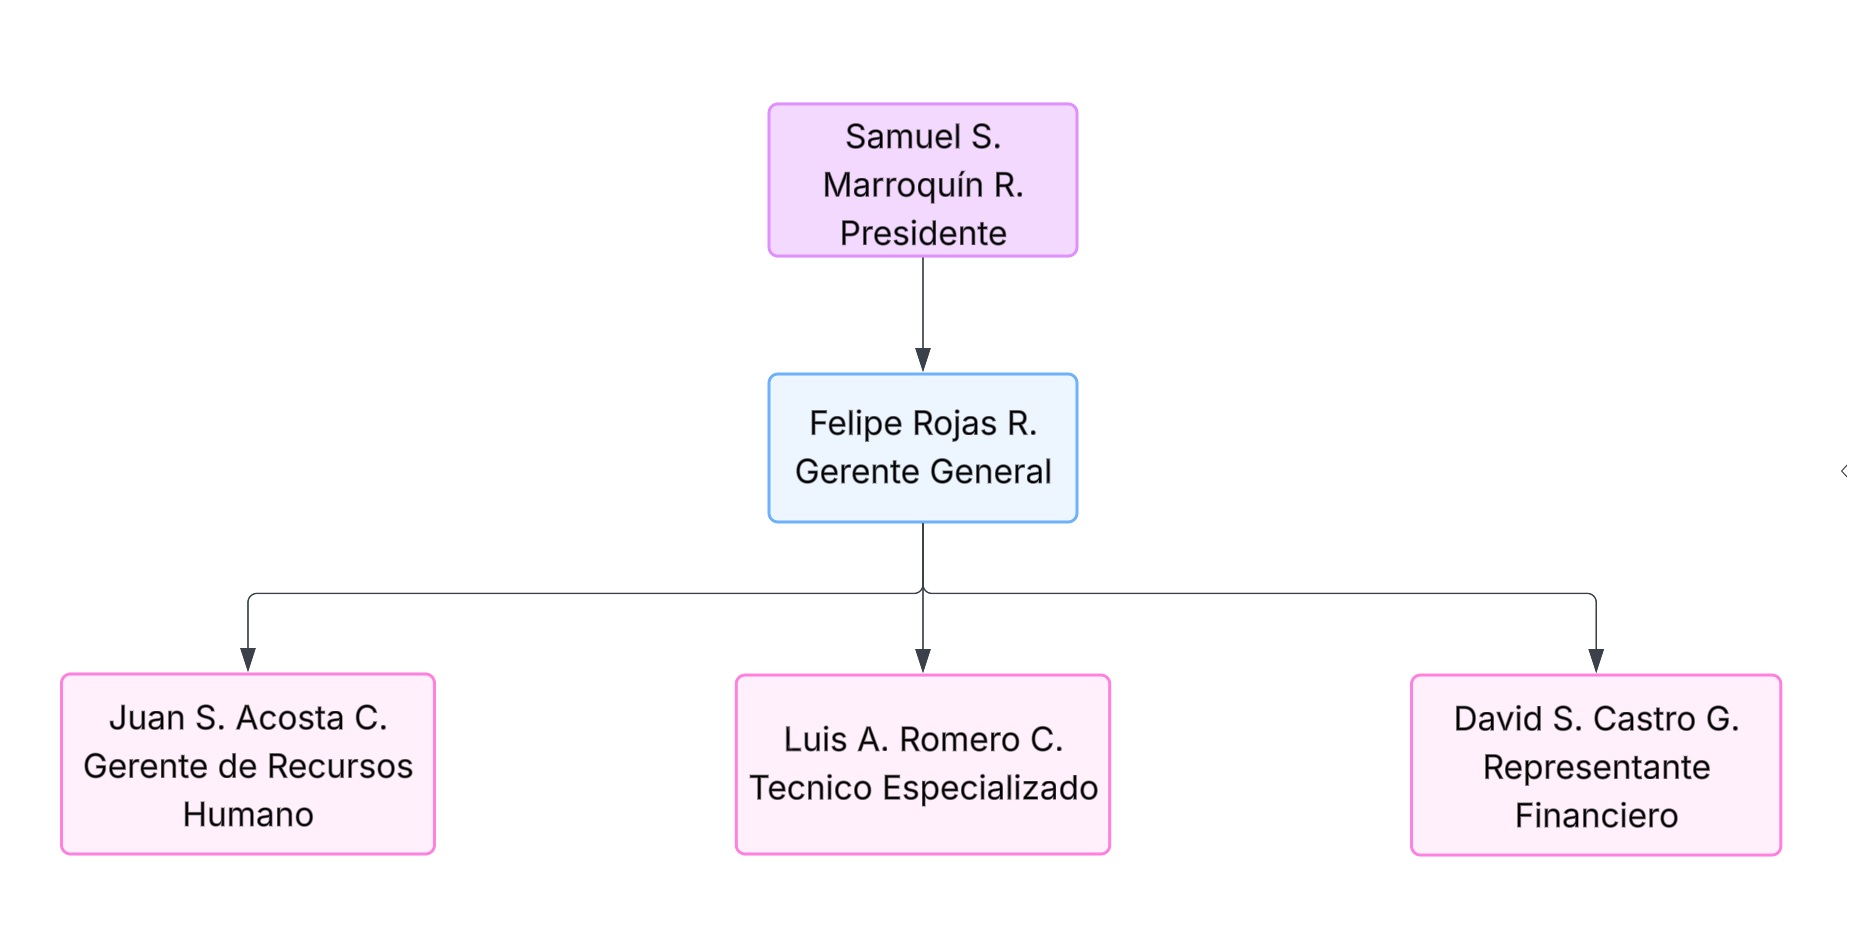 Samuel S.
Marroquín R.
Presidente
Felipe Rojas R.
Gerente General
Juan S. Acosta C.
Gerente de Recursos
Humano
Luis A. Romero C.
Tecnico Especializado
David S. Castro G.
Representante
Financiero